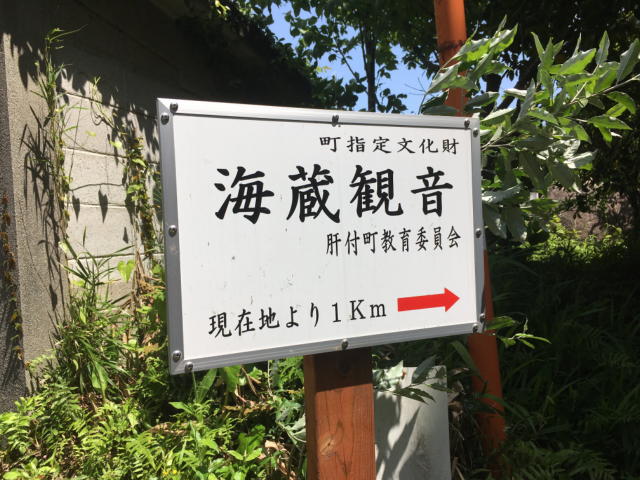 町指定文化財
海蔵観音
肝付町教育委員会
現在地より1Km